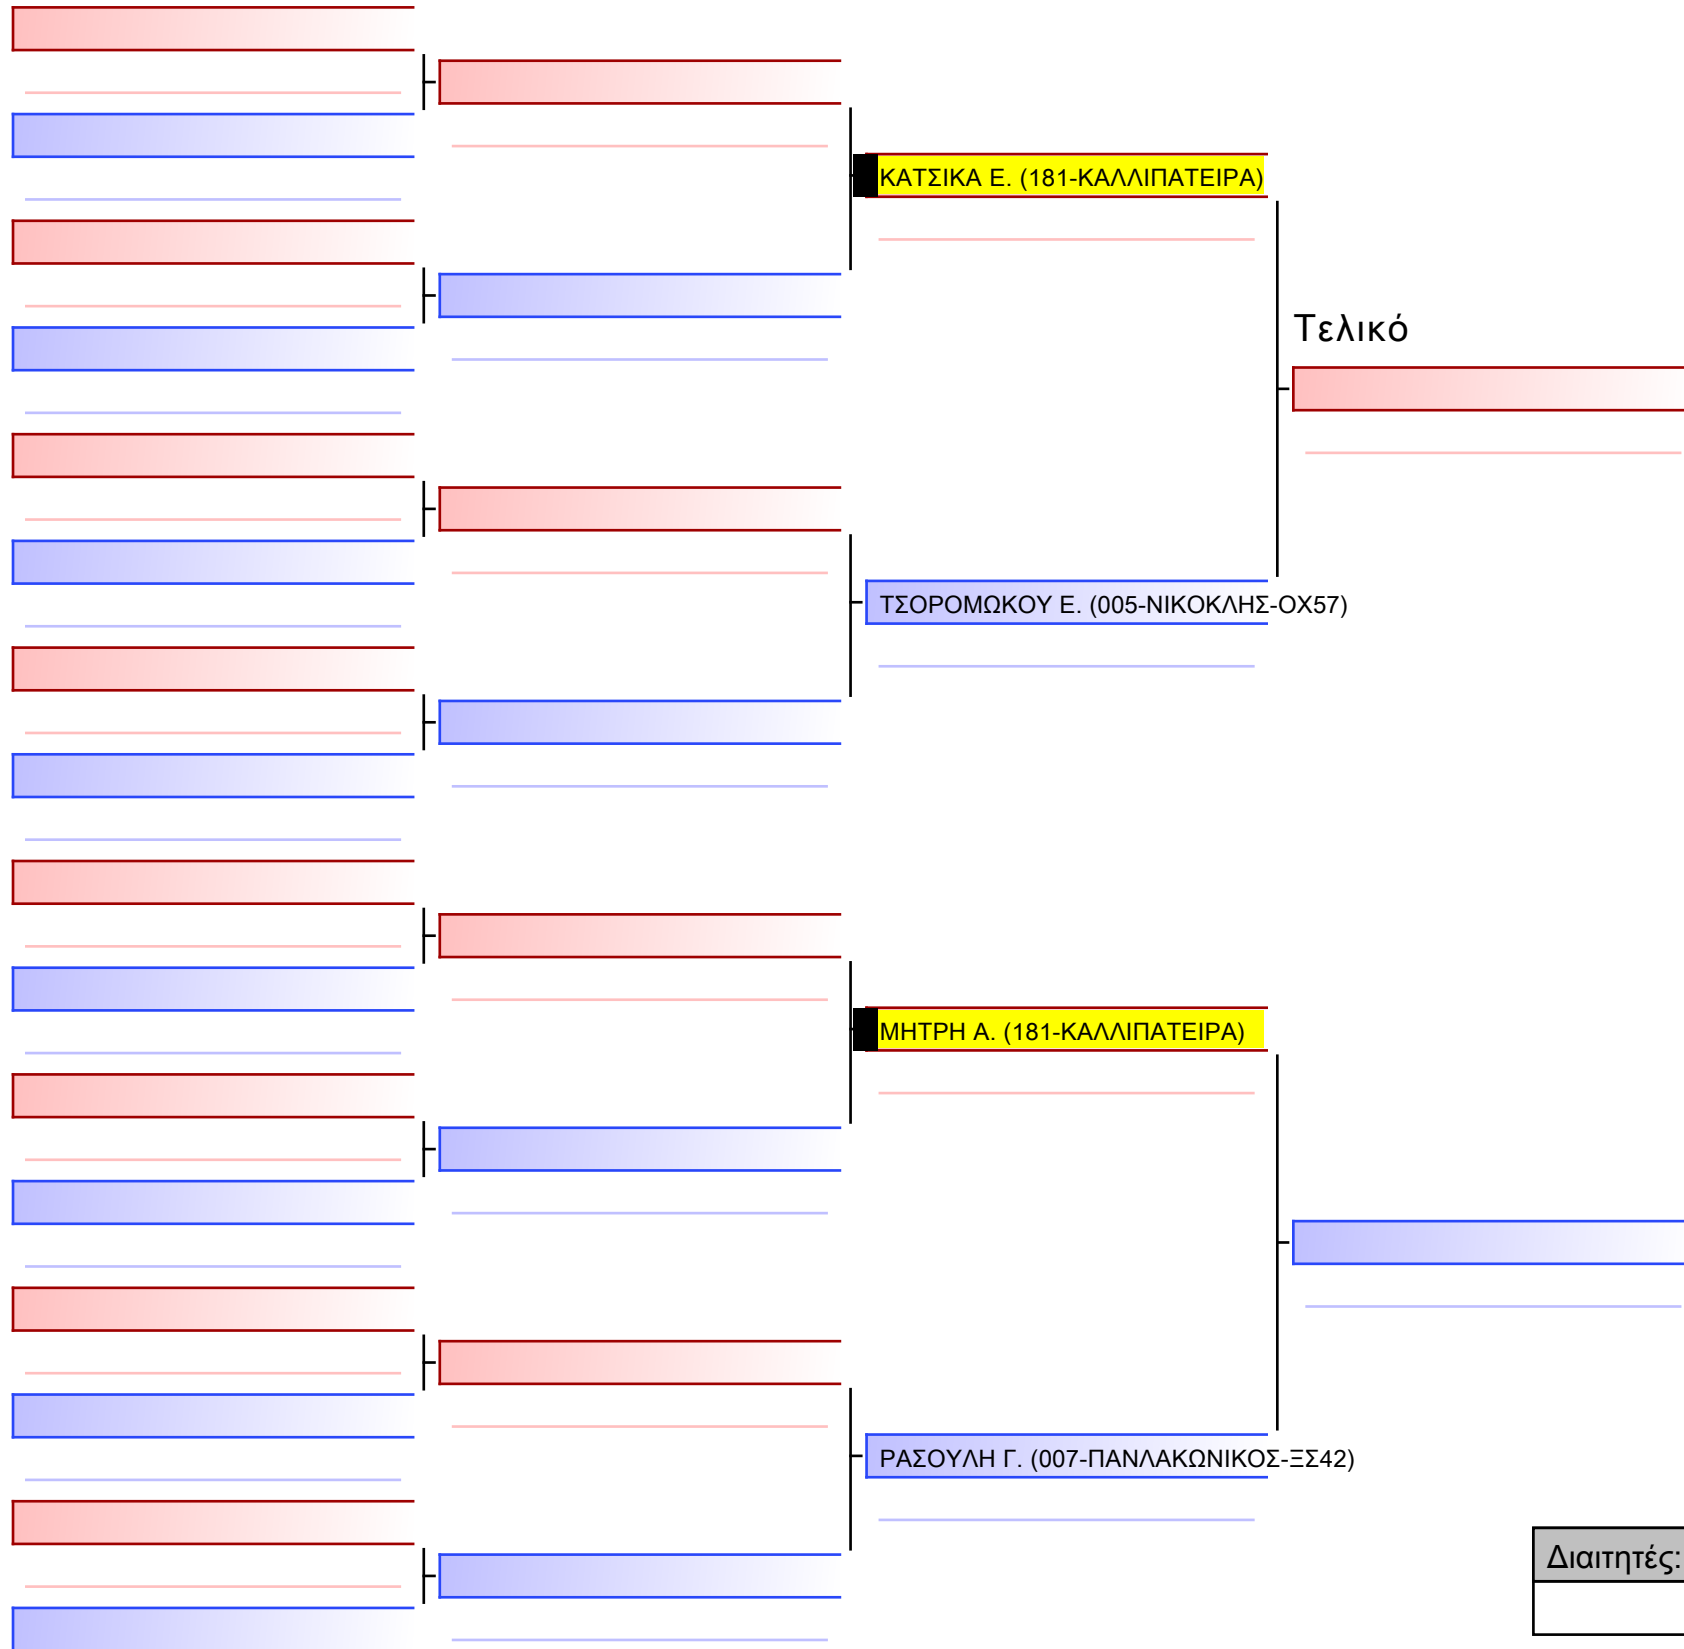 ΚΑΤΣΙΚΑ Ε. (181-ΚΑΛΛΙΠΑΤΕΙΡΑ)
Τελικό
ΤΣΟΡΟΜΩΚΟΥ Ε. (005-ΝΙΚΟΚΛΗΣ-ΟΧ57)
ΜΗΤΡΗ Α. (181-ΚΑΛΛΙΠΑΤΕΙΡΑ)
ΡΑΣΟΥΛΗ Γ. (007-ΠΑΝΛΑΚΩΝΙΚΟΣ-ΞΣ42)
Διαιτητές: